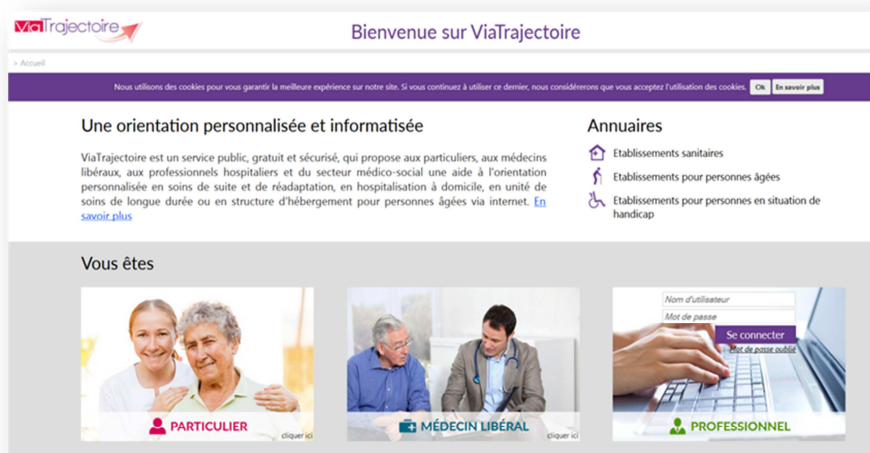 ViaTrajectoire
Bienvenue sur ViaTrajectoire
> Accueil
Nous utilisons des cookies pour vous garantir la meilleure expérience sur notre site. Si vous continuez à utiliser ce dernier, nous considérerons que vous acceptez l'utilisation des cookies. Ok En savoir plus
Une orientation personnalisée et informatisée
ViaTrajectoire est un service public, gratuit et sécurisé, qui propose aux particuliers, aux médecins
libéraux, aux professionnels hospitaliers et du secteur médico-social une aide à l'orientation
personnalisée en soins de suite et de réadaptation, en hospitalisation à domicile, en unité de
soins de longue durée ou en structure d'hébergement pour personnes âgées via internet. En
savoir plus
Annuaires
Etablissements sanitaires
Etablissements pour personnes âgées
Etablissements pour personnes en situation de
handicap
Vous êtes
PARTICULIER
cliquer ici
MÉDECIN LIBÉRAL
cliquer ici
Nom d'utilisateur
Mot de passe
Se connecter
Mot de passe oublié
PROFESSIONNEL